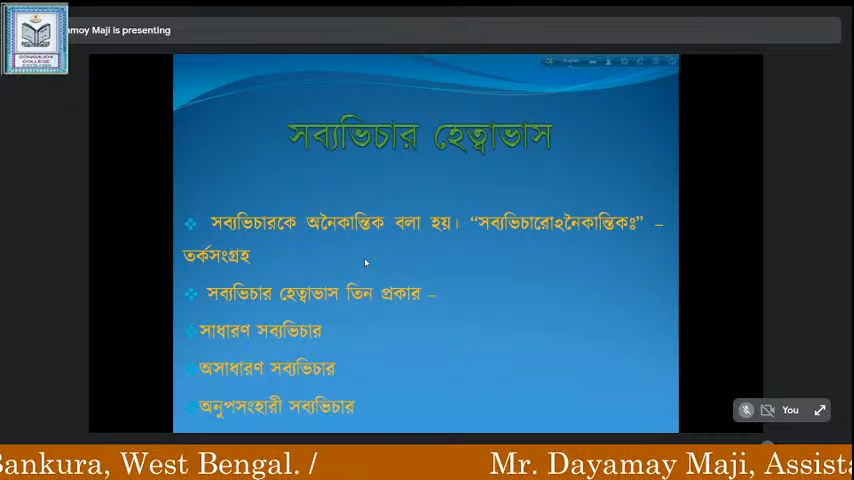 amoy Maji is presenting
COLLEGE
সব্যভিচার হেত্বাভাস
সব্যভিচারকে অনৈকান্তিক বলা হয়। “সব্যভিচারোঽনৈকান্তিকঃ” –
তর্কসংগ্রহ
সব্যভিচার হেত্বাভাস তিন প্রকার –
সাধারণ সব্যভিচার
অসাধারণ সব্যভিচার
অনুপসংহারী সব্যভিচার
You
Bankura, West Bengal. / Mr. Dayamay Maji, Assista